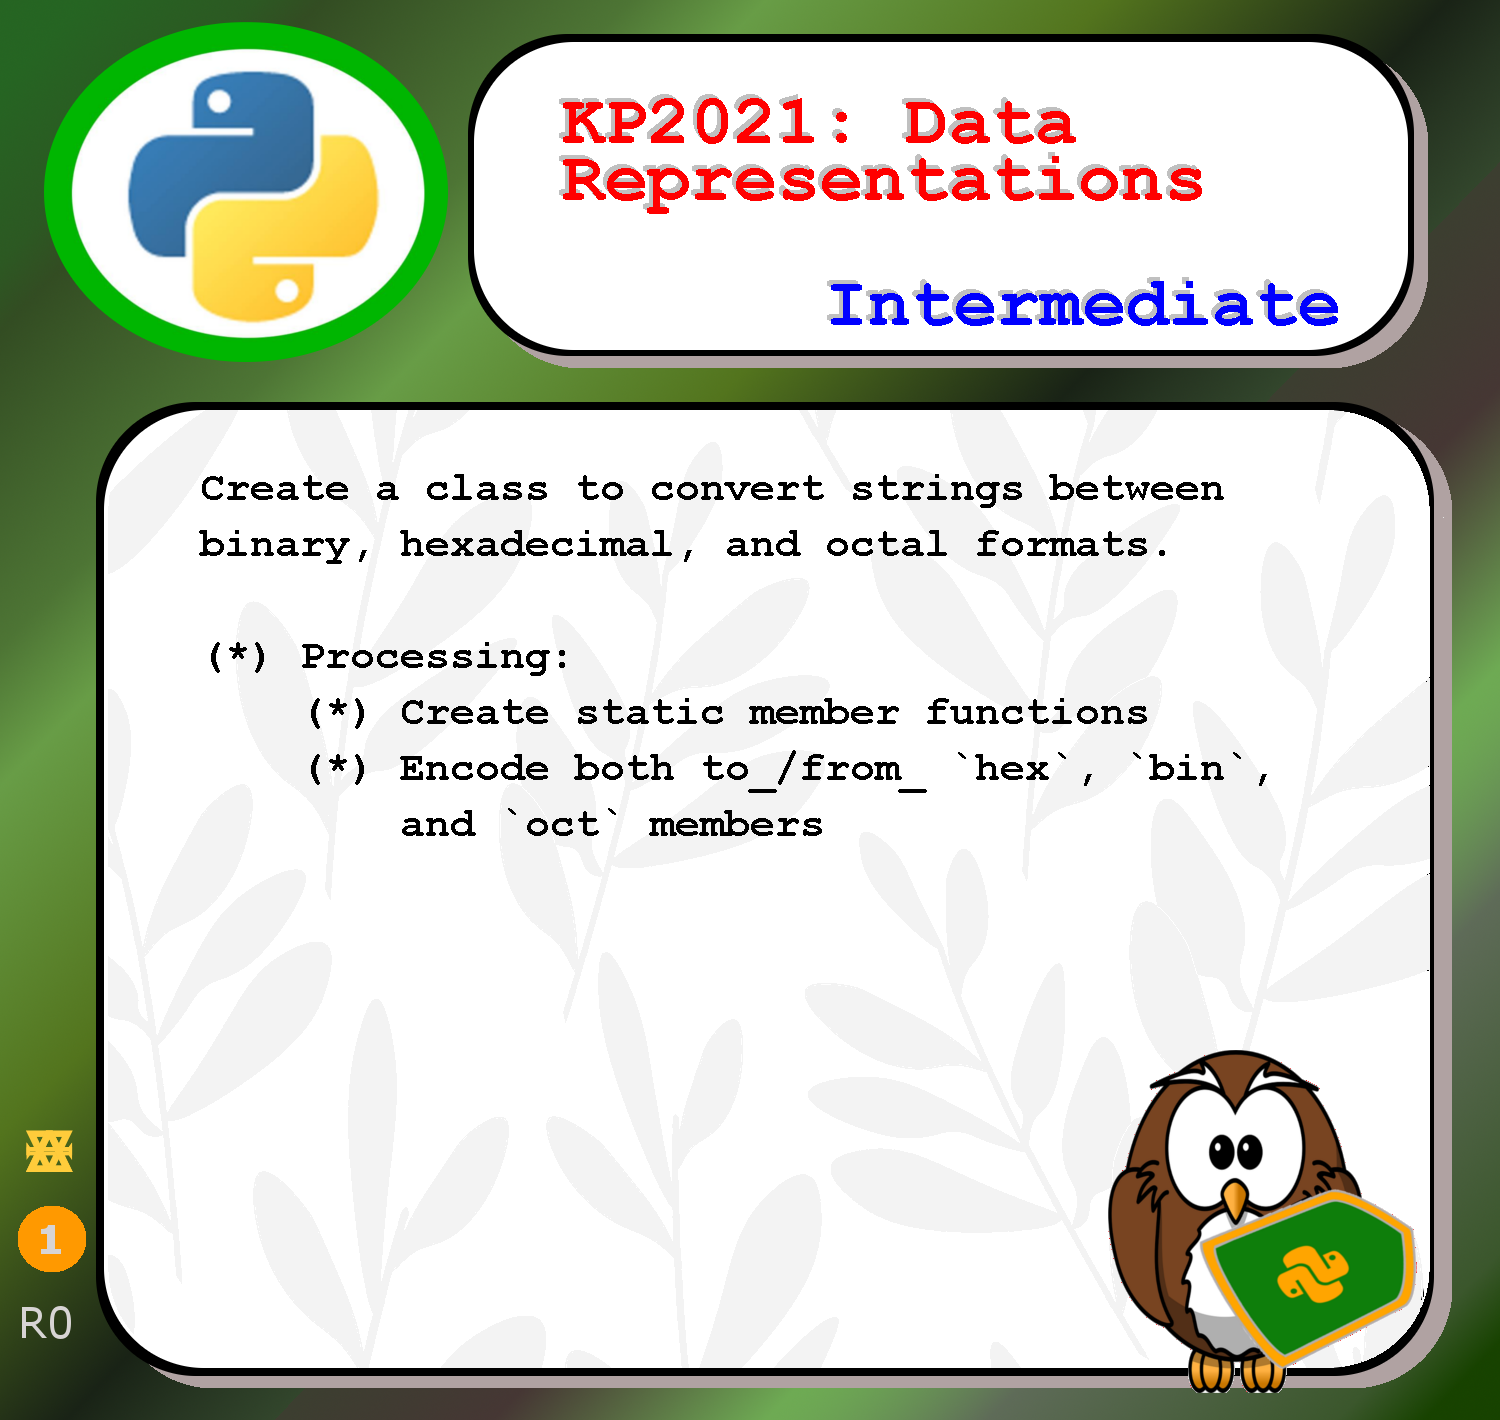 KP2021: Data
Representations
Intermediate
Create a class to convert strings between
binary, hexadecimal, and octal formats.
(*) Processing:
(*) Create static member functions
(*) Encode both to_/from_ `hex`, `bin`,
and `oct` members
1
R0